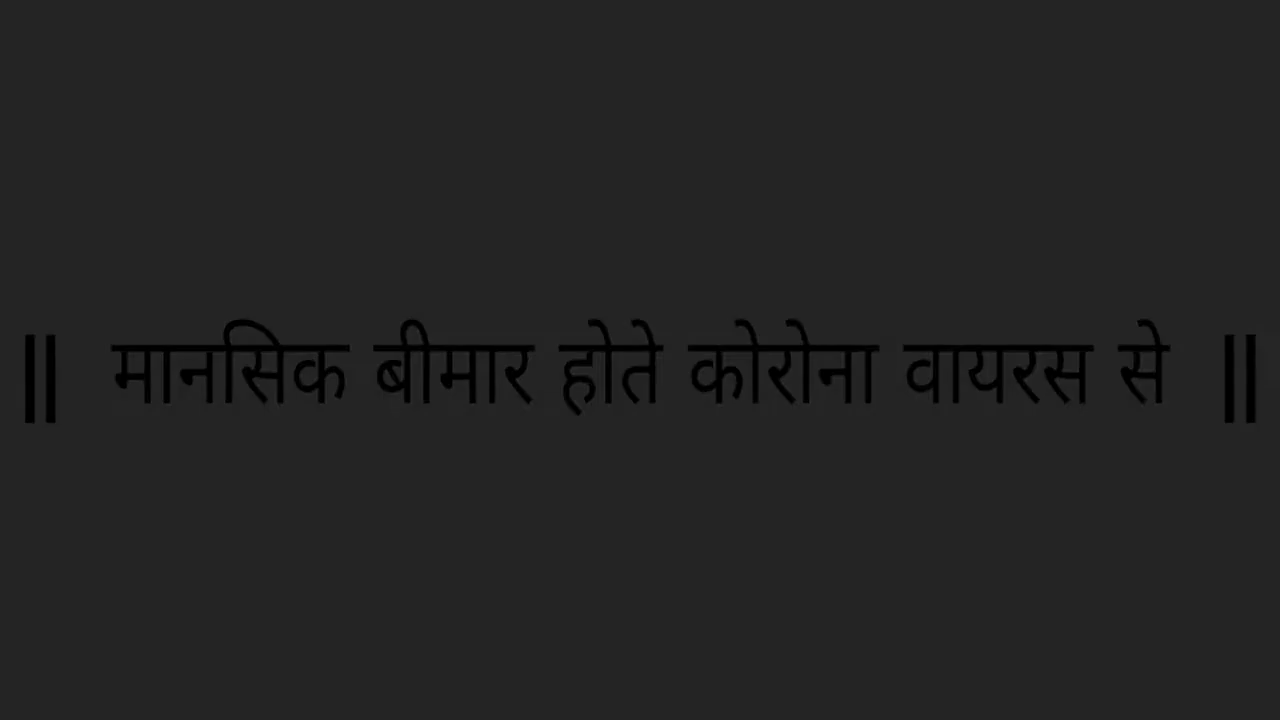 || मानसिक बीमार होते कोरोना वायरस से ||